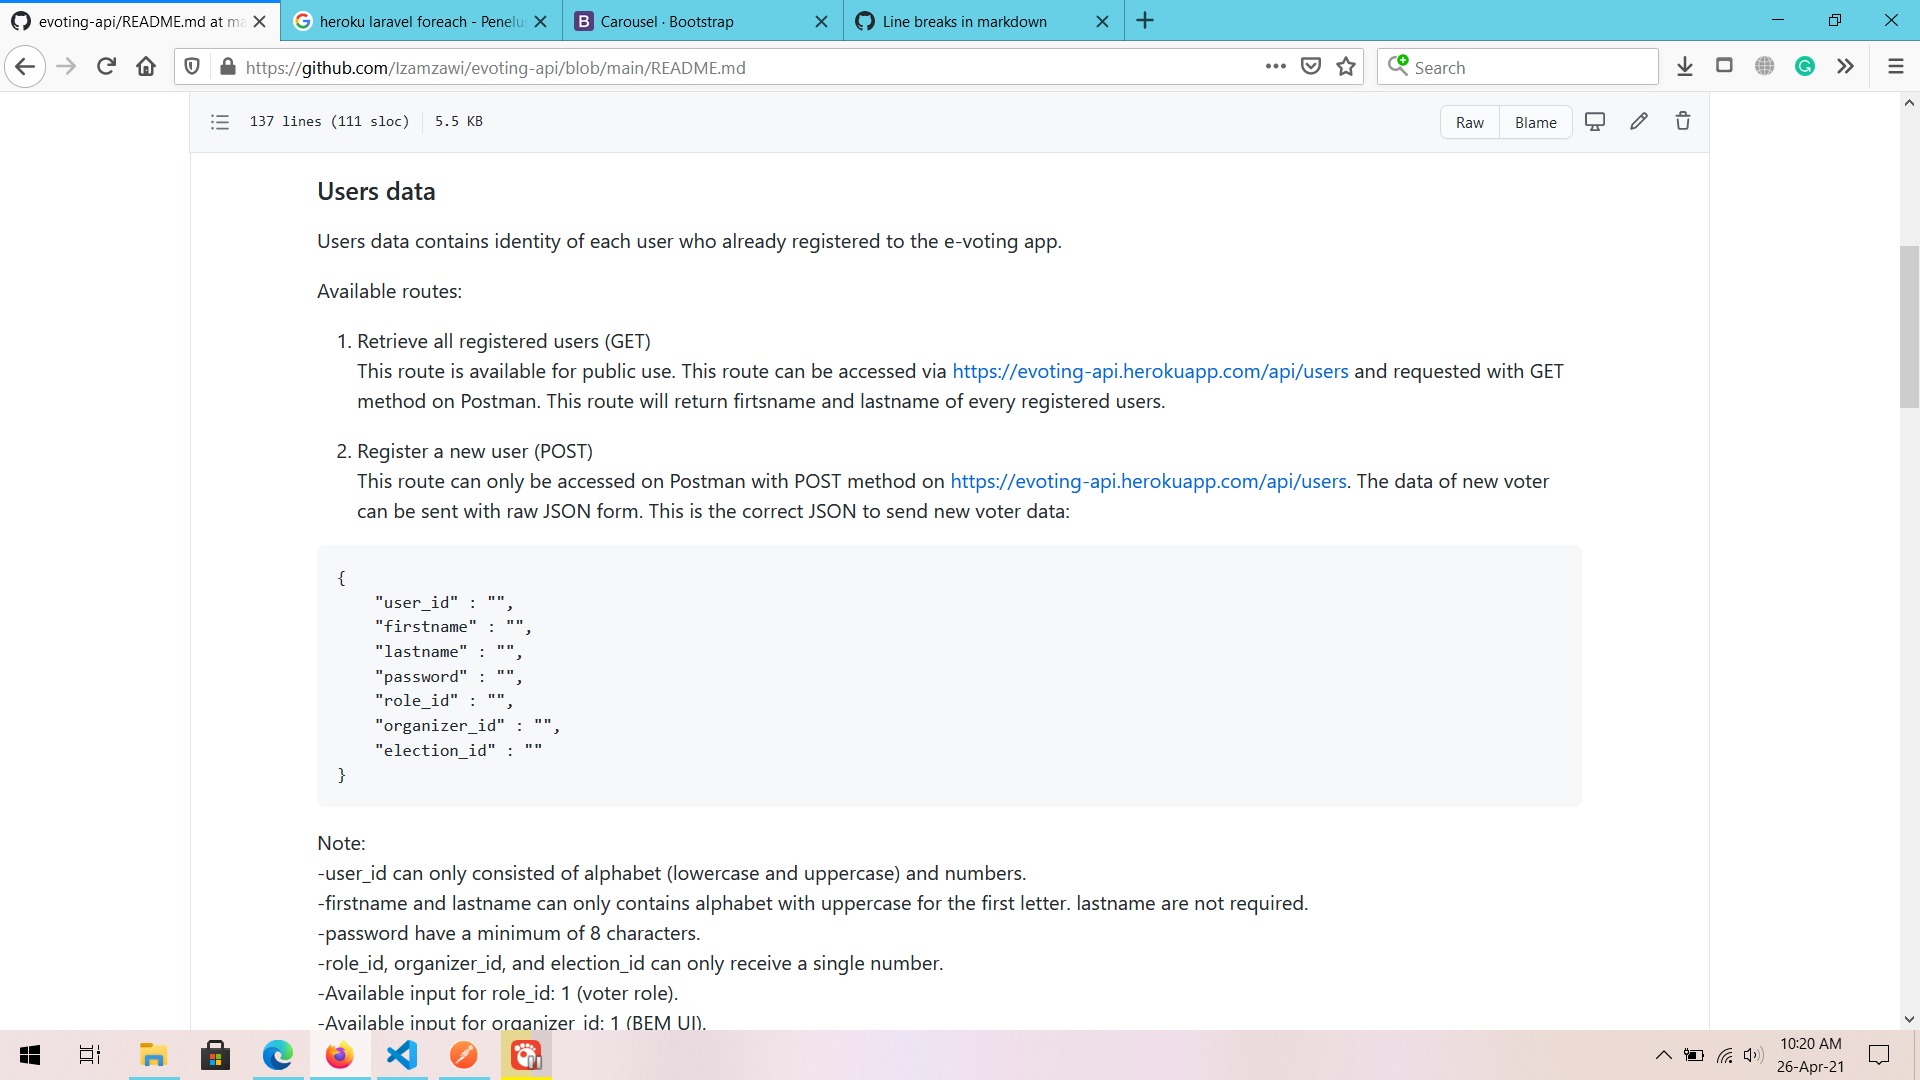 evoting-api/README.md at ma
heroku laravel foreach - Penelu
Carousel · Bootstrap
Line breaks in markdown
https://github.com/Izamzawi/evoting-api/blob/main/README.md
Search
137 lines (111 sloc) 5.5 KB
Raw
Blame
Users data
Users data contains identity of each user who already registered to the e-voting app.
Available routes:
1. Retrieve all registered users (GET)
This route is available for public use. This route can be accessed via https://evoting-api.herokuapp.com/api/users and requested with GET
method on Postman. This route will return firtsname and lastname of every registered users.
2. Register a new user (POST)
This route can only be accessed on Postman with POST method on https://evoting-api.herokuapp.com/api/users. The data of new voter
can be sent with raw JSON form. This is the correct JSON to send new voter data:
{
"user_id" : "",
"firstname" : "",
"lastname" : "",
"password" : "",
"role_id" : "",
"organizer_id" : "",
"election_id" : ""
}
Note:
-user_id can only consisted of alphabet (lowercase and uppercase) and numbers.
-firstname and lastname can only contains alphabet with uppercase for the first letter. lastname are not required.
-password have a minimum of 8 characters.
-role_id, organizer_id, and election_id can only receive a single number.
-Available input for role_id: 1 (voter role).
-Available input for organizer_id: 1 (BEM UI).
10:20 AM
26-Apr-21